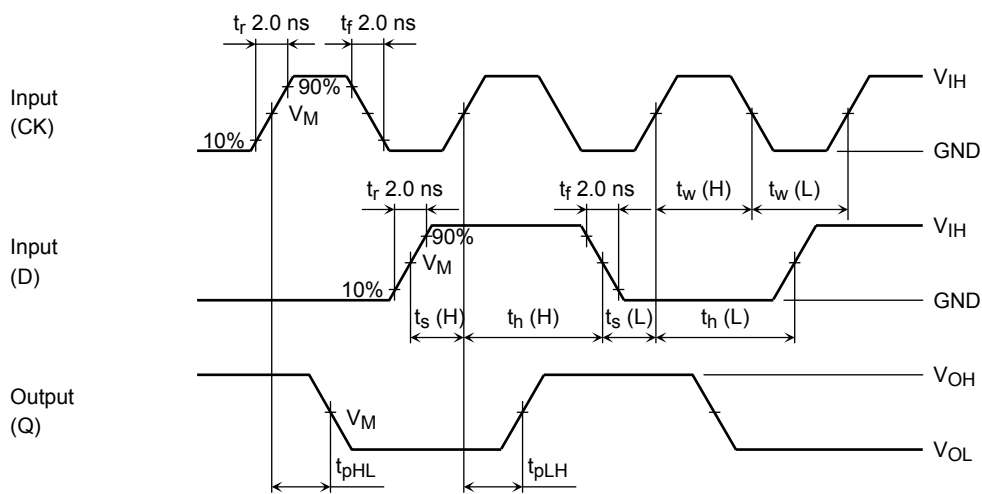 tr 2.0 ns tf 2.0 ns
Input
(CK)
90%
VM
10%
VIH
GND
tr 2.0 ns tf 2.0 ns tw (H) tw (L)
Input
(D)
90%
VM
10%
VIH
GND
ts (H) th (H) ts (L) th (L)
Output
(Q)
VM
VOH
VOL
tpHL tpLH